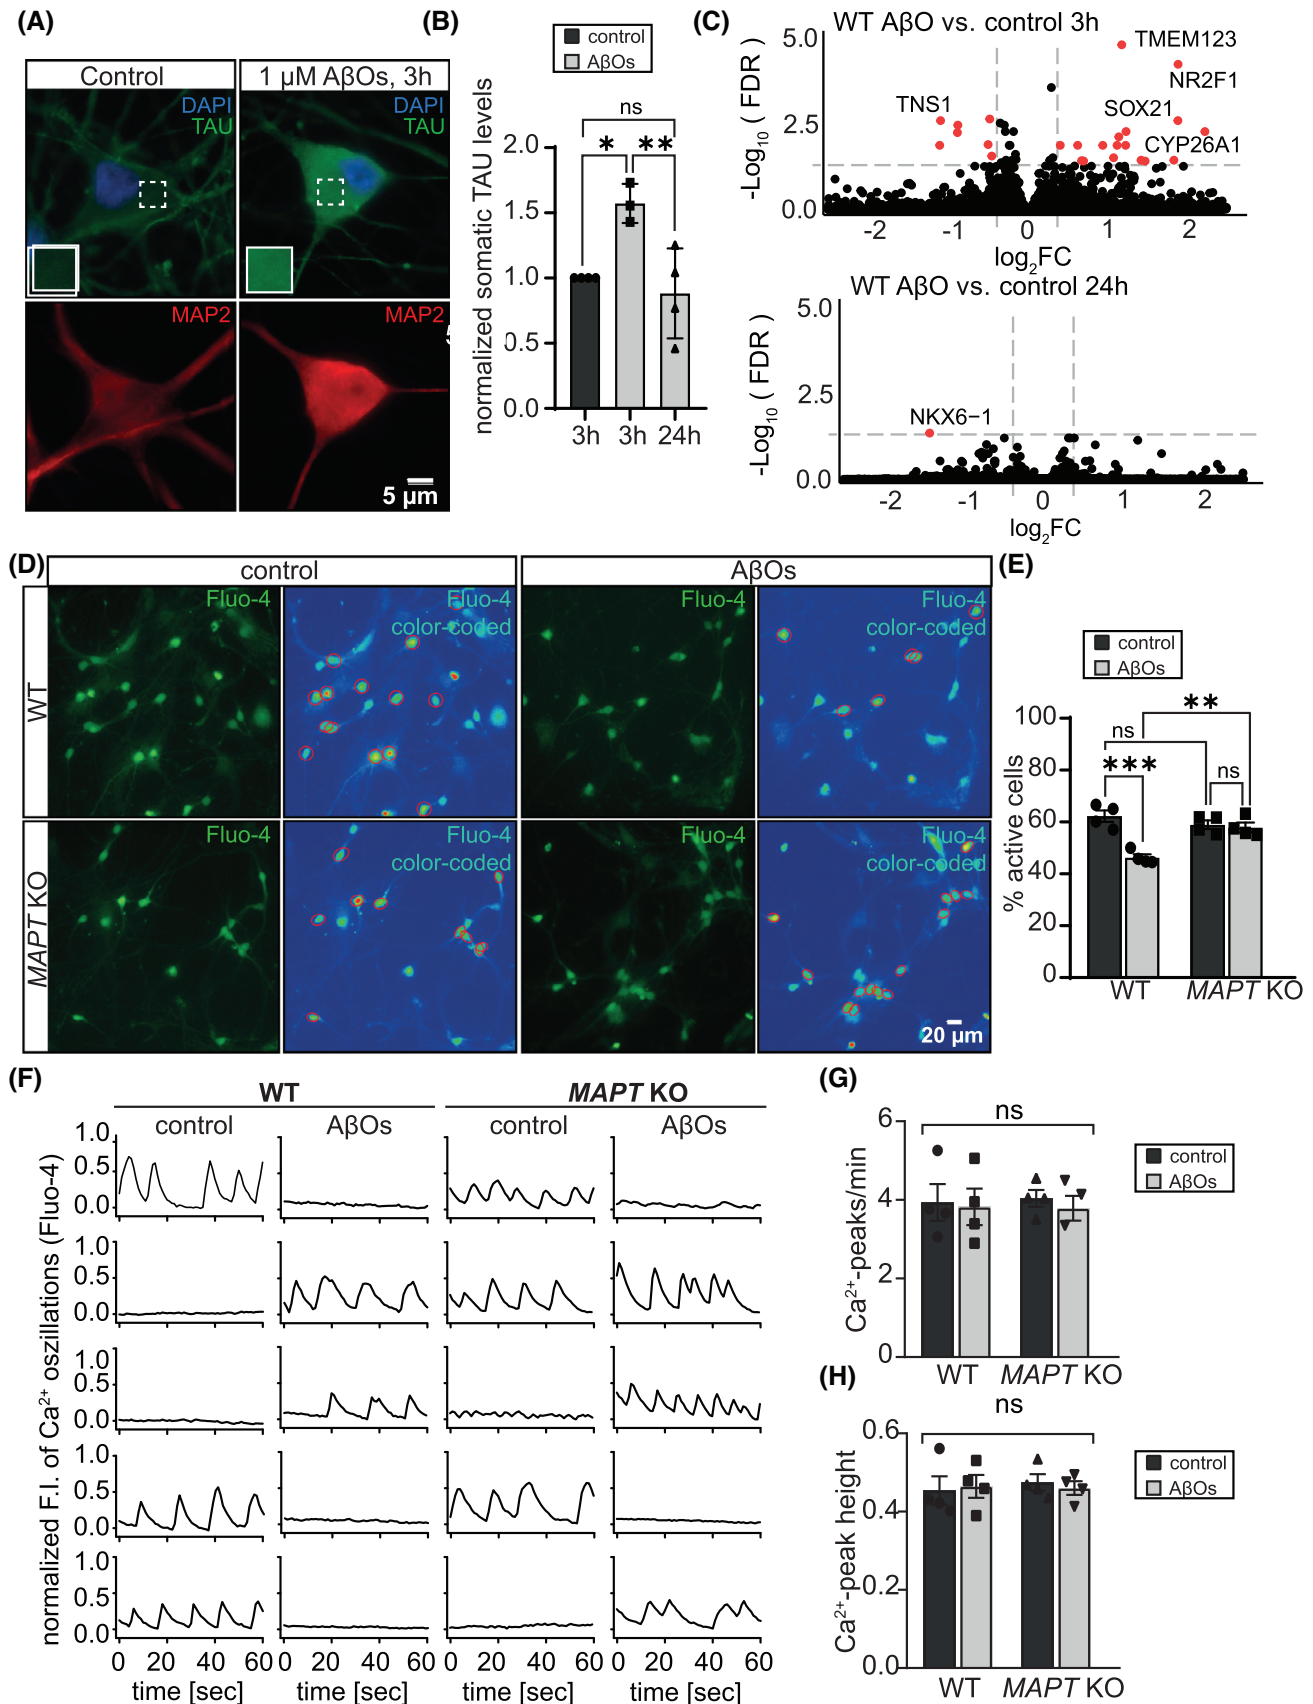 (A)
Control
1 µM AβOs, 3h
DAPI
TAU
DAPI
TAU
MAP2
MAP2
5 µm
(B)
control
AβOs
ns
* **
normalized somatic TAU levels
2.0
1.5
1.0
0.5
0.0
3h 3h 24h
(C)
WT AβO vs. control 3h
-Log10 ( FDR )
5.0
2.5
0.0
TMEM123
NR2F1
TNS1
SOX21
CYP26A1
-2 -1 0 1 2
log2FC
WT AβO vs. control 24h
-Log10 ( FDR )
5.0
2.5
0.0
NKX6−1
-2 -1 0 1 2
log2FC
(D)
control
AβOs
WT
Fluo-4
Fluo-4
color-coded
Fluo-4
Fluo-4
color-coded
MAPT KO
Fluo-4
Fluo-4
color-coded
Fluo-4
Fluo-4
color-coded
20 µm
(E)
control
AβOs
% active cells
100
80
60
40
20
0
**
ns
***
ns
WT MAPT KO
(F)
WT MAPT KO
control AβOs control AβOs
normalized F.I. of Ca2+ oszillations (Fluo-4)
1.0
0.5
0.0
1.0
0.5
0.0
1.0
0.5
0.0
1.0
0.5
0.0
1.0
0.5
0.0
0 20 40 60 0 20 40 60 0 20 40 60 0 20 40 60
time [sec] time [sec] time [sec] time [sec]
(G)
ns
Ca2+-peaks/min
6
4
2
0
WT MAPT KO
control
AβOs
(H)
ns
Ca2+-peak height
0.6
0.4
0.2
0.0
WT MAPT KO
control
AβOs